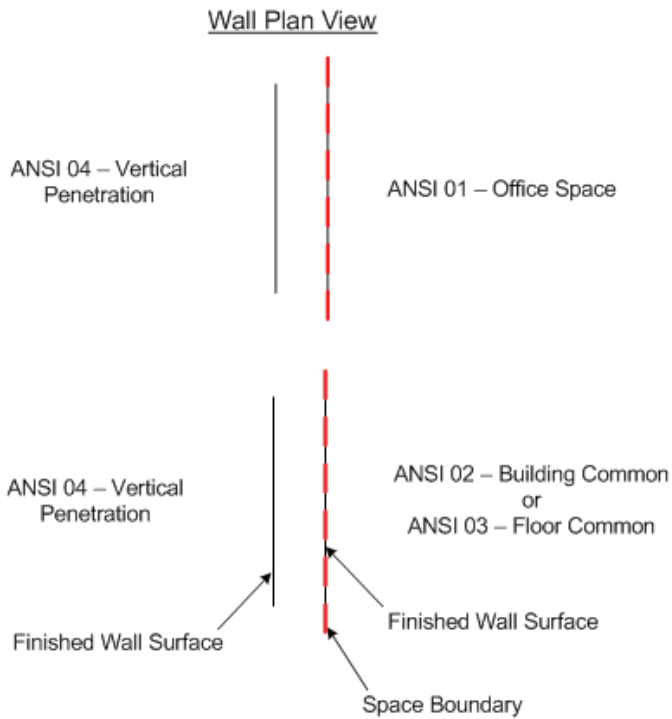 Wall Plan View
ANSI 04 – Vertical
Penetration
ANSI 01 – Office Space
ANSI 04 – Vertical
Penetration
ANSI 02 – Building Common
or
ANSI 03 – Floor Common
Finished Wall Surface
Finished Wall Surface
Space Boundary